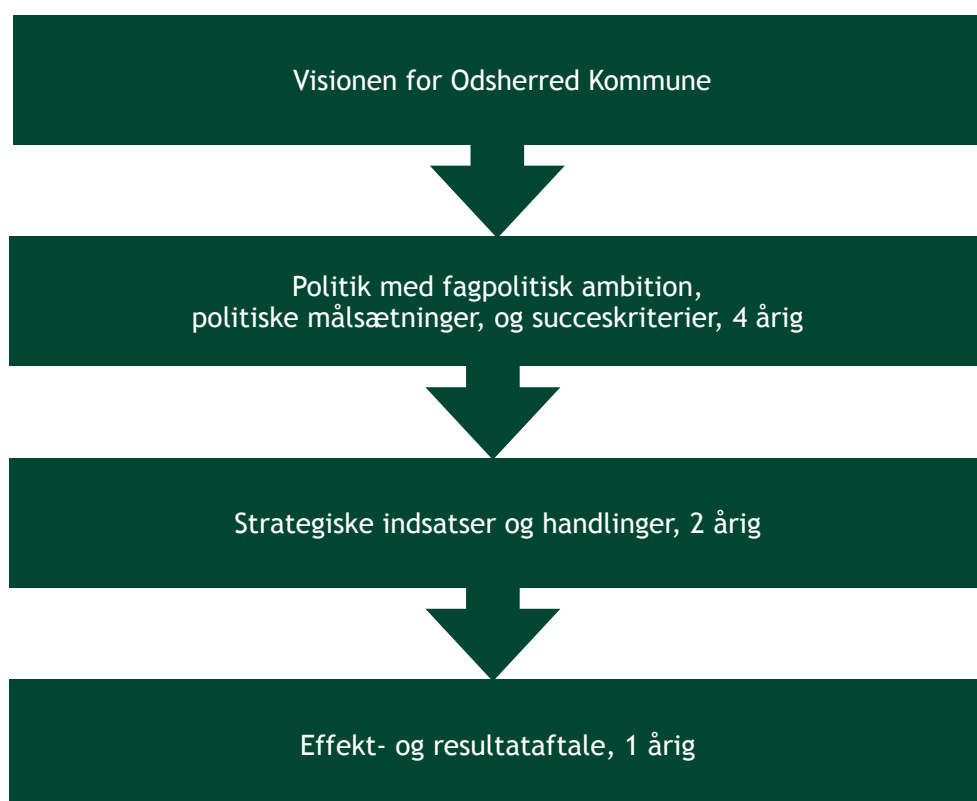 Visionen for Odsherred Kommune
Politik med fagpolitisk ambition,
politiske målsætninger, og succeskriterier, 4 årig
Strategiske indsatser og handlinger, 2 årig
Effekt- og resultataftale, 1 årig